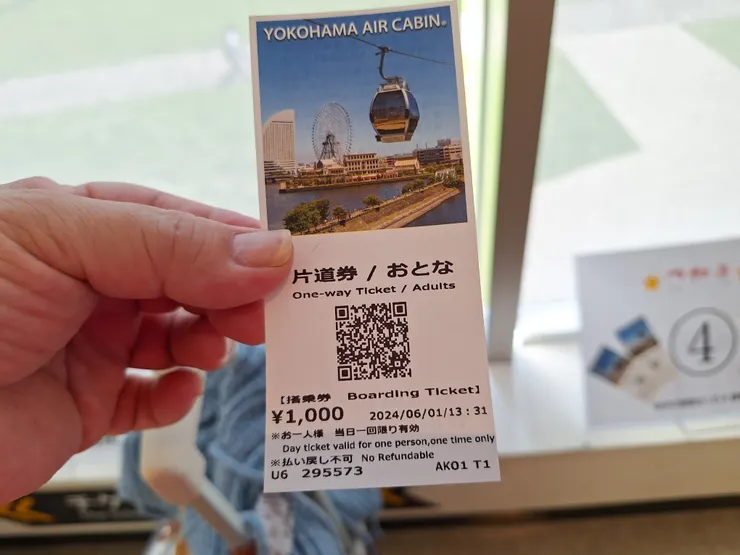 YOKOHAMA AIR CABIN®
片道券 / おとな
One-way Ticket / Adults
【搭乗券 Boarding Ticket】
¥1,000 2024/06/01/13：31
※お一人様 当日一回限り有効
Day ticket valid for one person,one time only
※払い戻し不可 No Refundable
U6 295573 AK01 T1
④